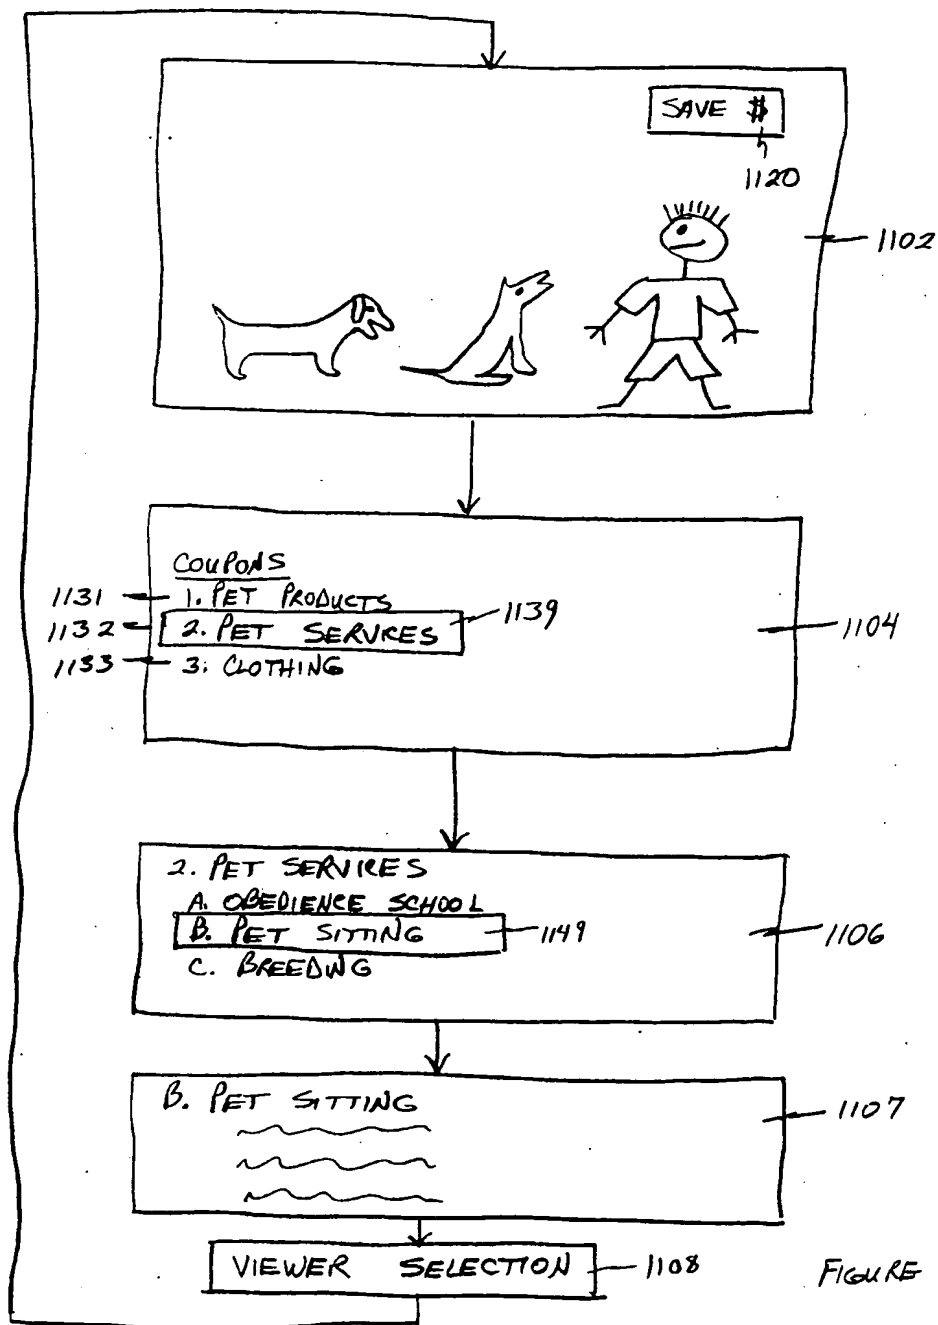 SAVE $
1120
1102
COUPONS
1131
1. PET PRODUCTS
1139
1132
2. PET SERVICES
1104
1133
3. CLOTHING
2. PET SERVICES
A. OBEDIENCE SCHOOL
B. PET SITTING
1149
1106
C. BREEDING
B. PET SITTING
1107
VIEWER SELECTION
1108
FIGURE